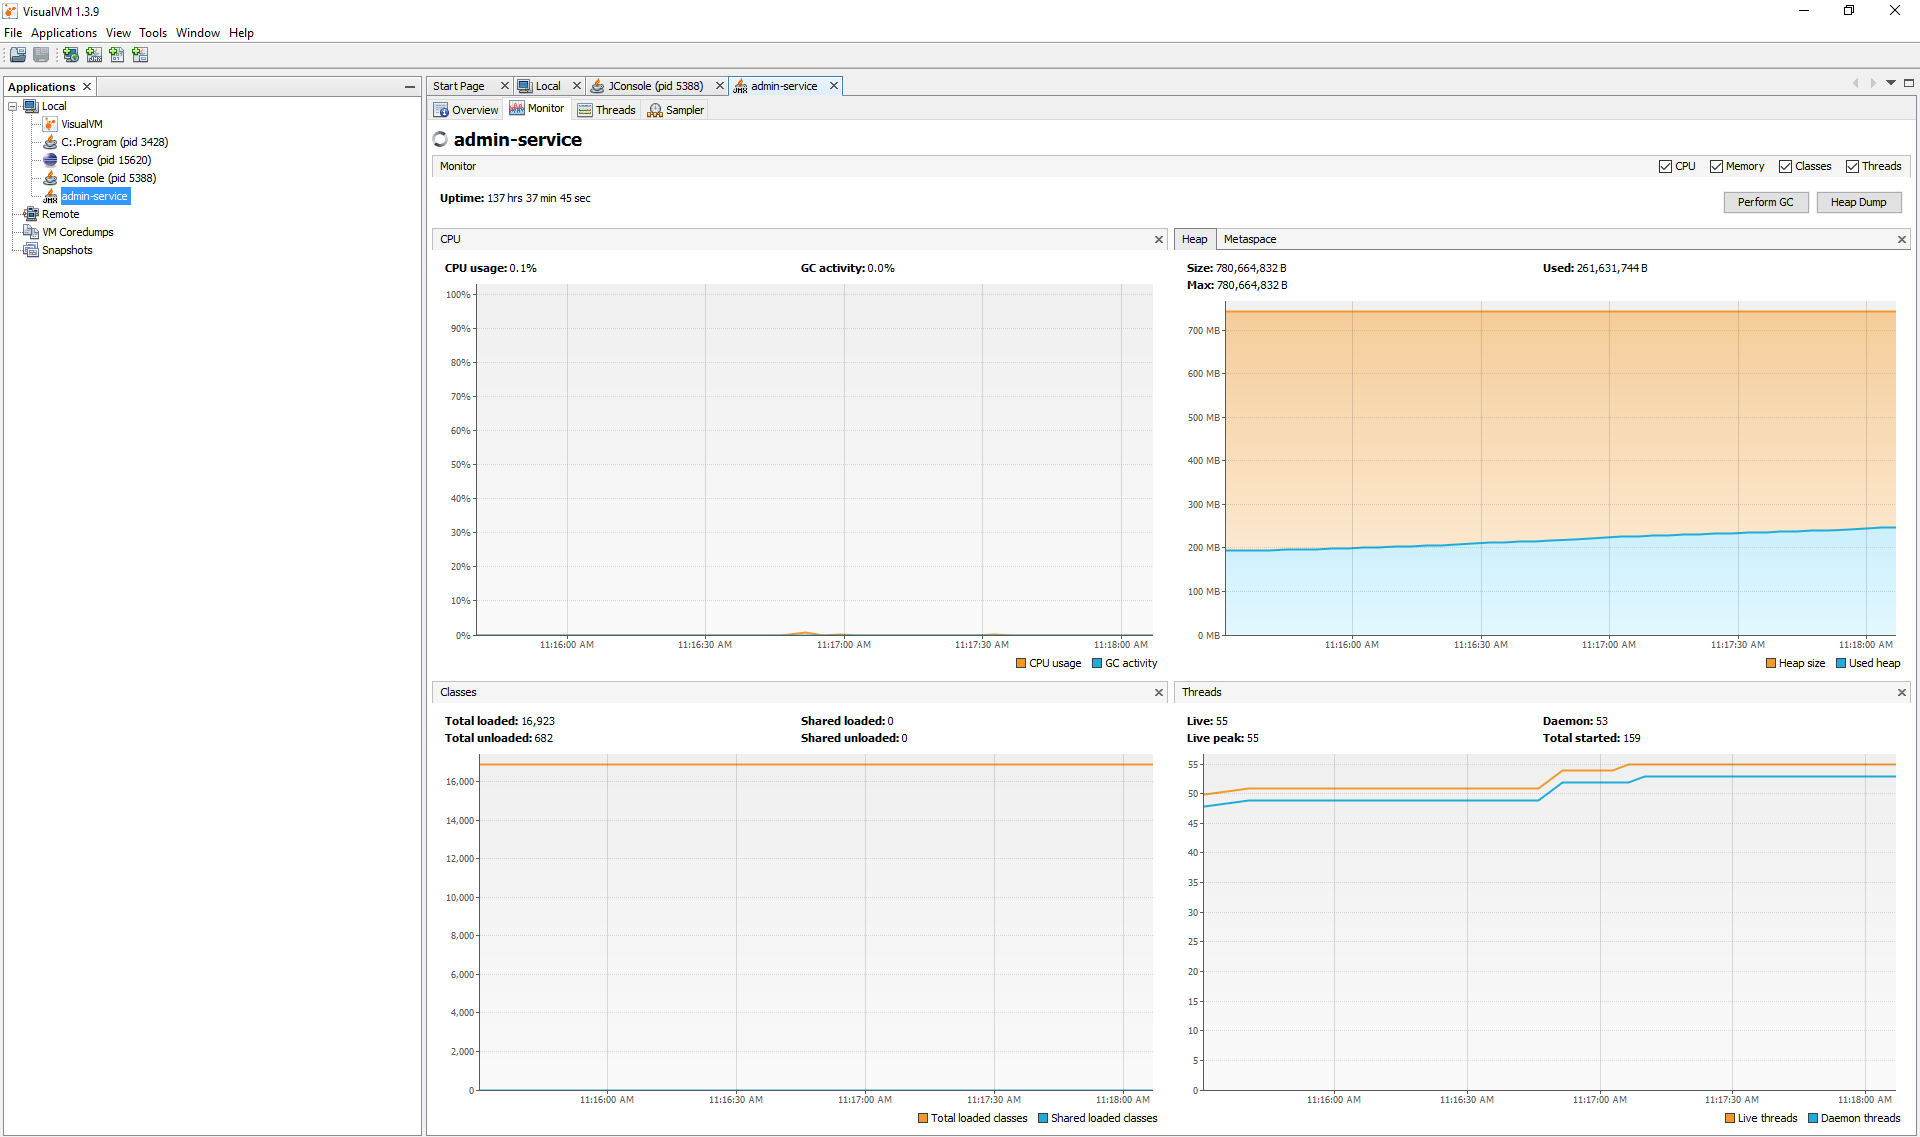 VisualVM 1.3.9
File Applications View Tools Window Help
Applications
Local
VisualVM
C:.Program (pid 3428)
Eclipse (pid 15620)
JConsole (pid 5388)
admin-service
Remote
VM Coredumps
Snapshots
Start Page Local JConsole (pid 5388) admin-service
Overview Monitor Threads Sampler
admin-service
Monitor CPU Memory Classes Threads
Uptime: 137 hrs 37 min 45 sec
Perform GC Heap Dump
CPU
CPU usage: 0.1% GC activity: 0.0%
100%
90%
80%
70%
60%
50%
40%
30%
20%
10%
0%
11:16:00 AM 11:16:30 AM 11:17:00 AM 11:17:30 AM 11:18:00 AM
CPU usage GC activity
Heap Metaspace
Size: 780,664,832 B Used: 261,631,744 B
Max: 780,664,832 B
700 MB
600 MB
500 MB
400 MB
300 MB
200 MB
100 MB
0 MB
11:16:00 AM 11:16:30 AM 11:17:00 AM 11:17:30 AM 11:18:00 AM
Heap size Used heap
Classes
Total loaded: 16,923 Shared loaded: 0
Total unloaded: 682 Shared unloaded: 0
16,000
14,000
12,000
10,000
8,000
6,000
4,000
2,000
0
11:16:00 AM 11:16:30 AM 11:17:00 AM 11:17:30 AM 11:18:00 AM
Total loaded classes Shared loaded classes
Threads
Live: 55 Daemon: 53
Live peak: 55 Total started: 159
55
50
45
40
35
30
25
20
15
10
5
0
11:16:00 AM 11:16:30 AM 11:17:00 AM 11:17:30 AM 11:18:00 AM
Live threads Daemon threads